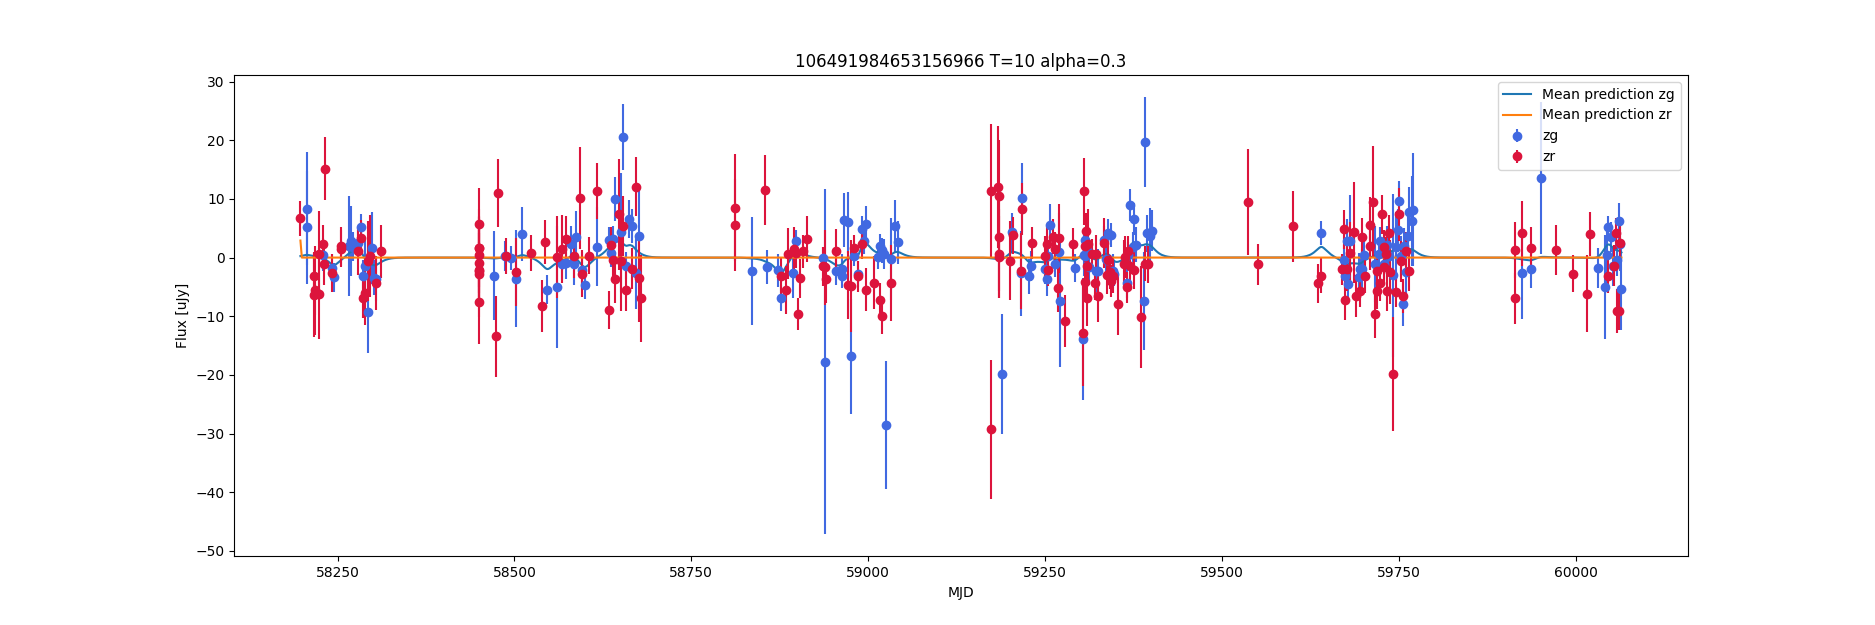 106491984653156966 T=10 alpha=0.3
30
20
10
0
−10
−20
−30
−40
−50
Flux [uJy]
58250
58500
58750
59000
59250
59500
59750
60000
MJD
Mean prediction zg
Mean prediction zr
zg
zr